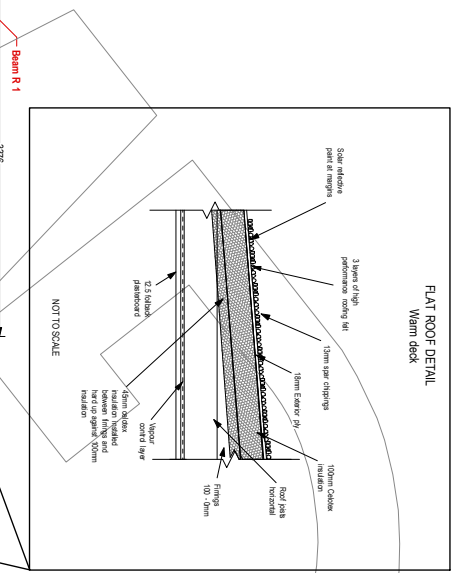 FLAT ROOF DETAIL
Warm deck
Solar reflective
paint at margins
3 layers of high
performance roofing felt
13mm spar chippings
18mm Exterior ply
100mm Celotex
insulation
Roof joists
horizontal
Firrings
100 - 0mm
Vapour
control layer
45mm celotex
insulation installed
between firrings and
hard up against 100mm
insulation
12.5 foilback
plasterboard
NOT TO SCALE
Beam R 1